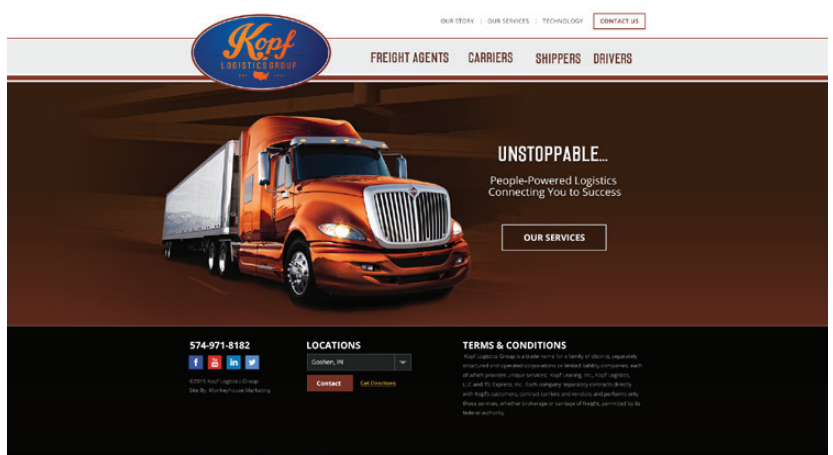 OUR STORY | OUR SERVICES | TECHNOLOGY CONTACT US
Kopf
LOGISTICS GROUP
FREIGHT AGENTS CARRIERS SHIPPERS DRIVERS
UNSTOPPABLE...
People-Powered Logistics
Connecting You to Success
OUR SERVICES
574-971-8182
f in
©2016 Kopf Logistics Group
Site By: Monkeyhouse Marketing
LOCATIONS
Goshen, IN
Contact Get Directions
TERMS & CONDITIONS
Kopf Logistics Group is a trade name for a family of distinct, separately
structured and operated corporations or limited liability companies, each
of which provides unique services: Kopf Leasing, Inc., Kopf Logistics,
LLC and YSI Express, Inc. Each company separately contracts directly
with Kopf's customers, contract carriers and vendors and performs only
those services, whether brokerage or carriage of freight, permitted by its
federal authority.